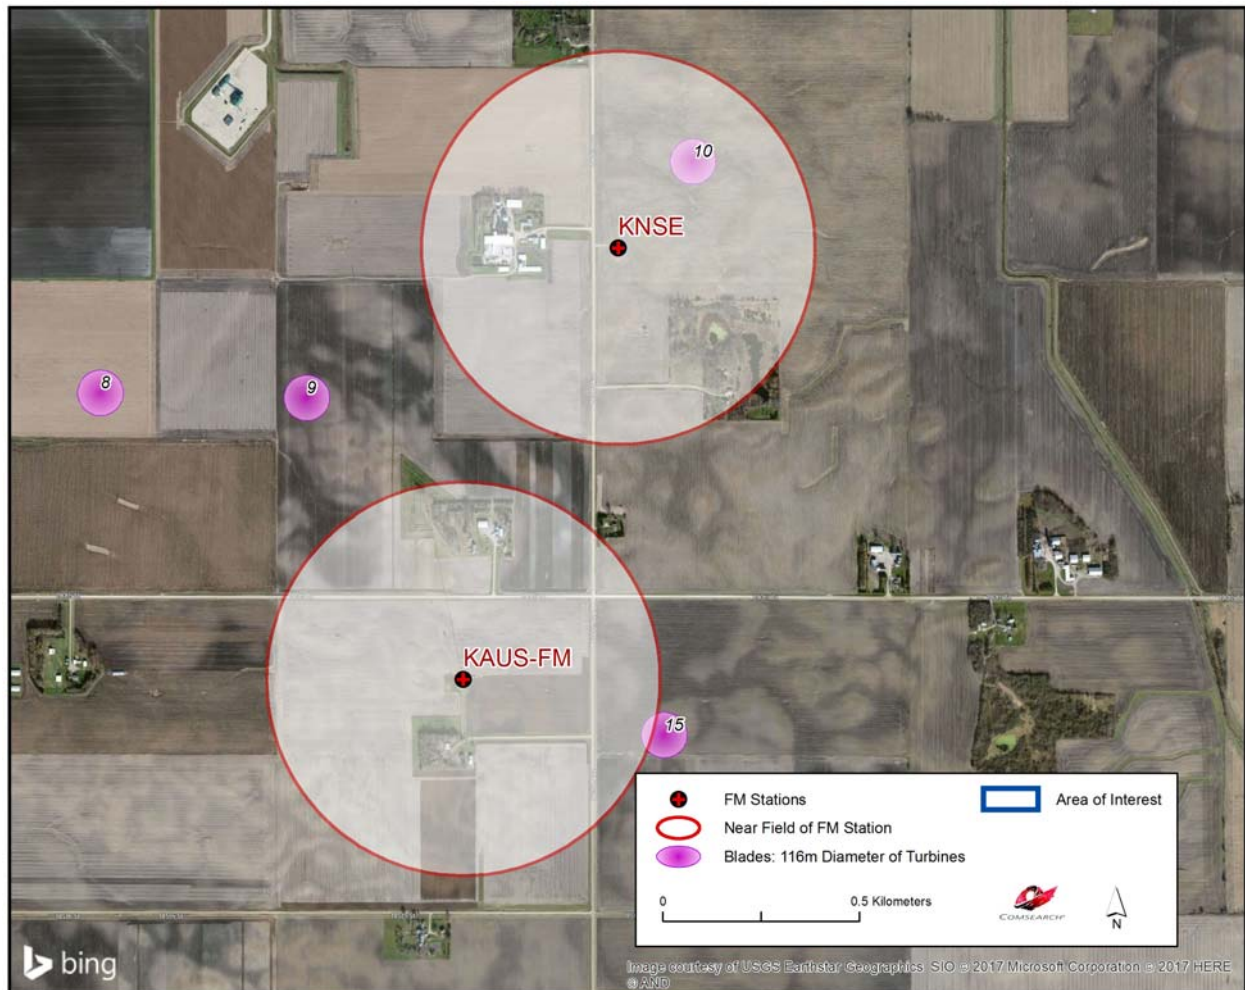 10
KNSE
8
9
KAUS-FM
15
FM Stations
Area of Interest
Near Field of FM Station
Blades: 116m Diameter of Turbines
0
0.5 Kilometers
COMSEARCH
N
bing
Image courtesy of USGS Earthstar Geographics SIO © 2017 Microsoft Corporation © 2017 HERE
© AND